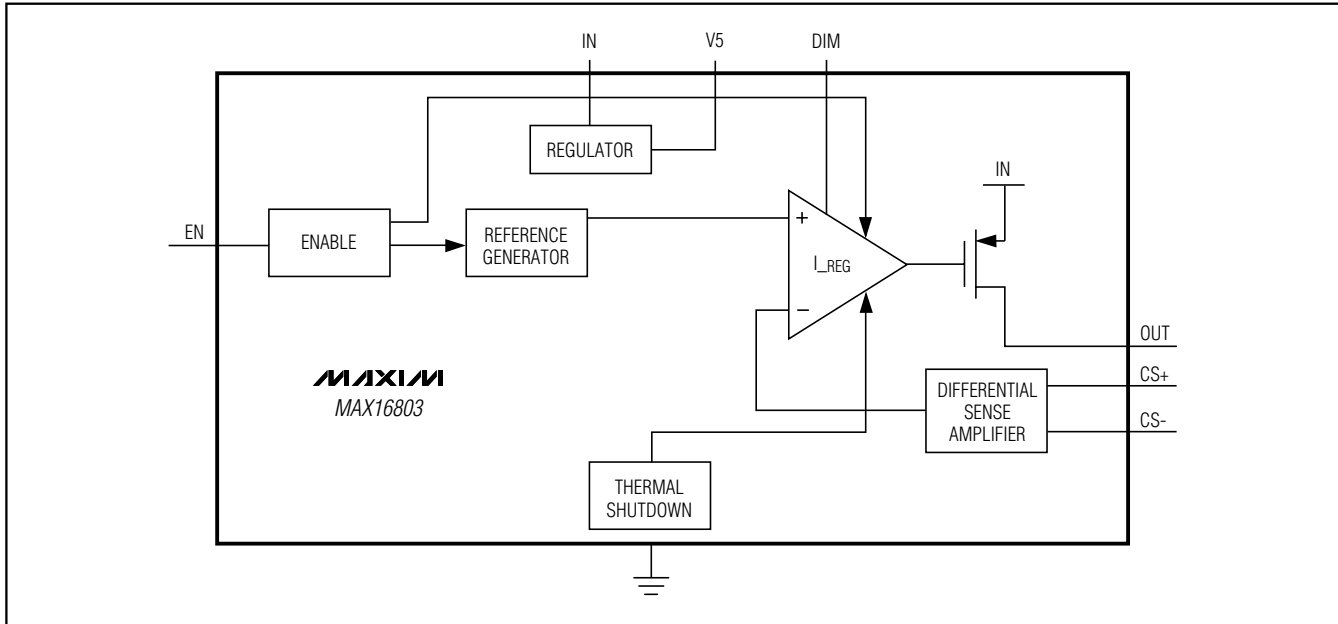 IN
V5
DIM
REGULATOR
IN
EN
ENABLE
REFERENCE
GENERATOR
+
I_REG
−
OUT
CS+
CS-
DIFFERENTIAL
SENSE
AMPLIFIER
MAXIM
MAX16803
THERMAL
SHUTDOWN